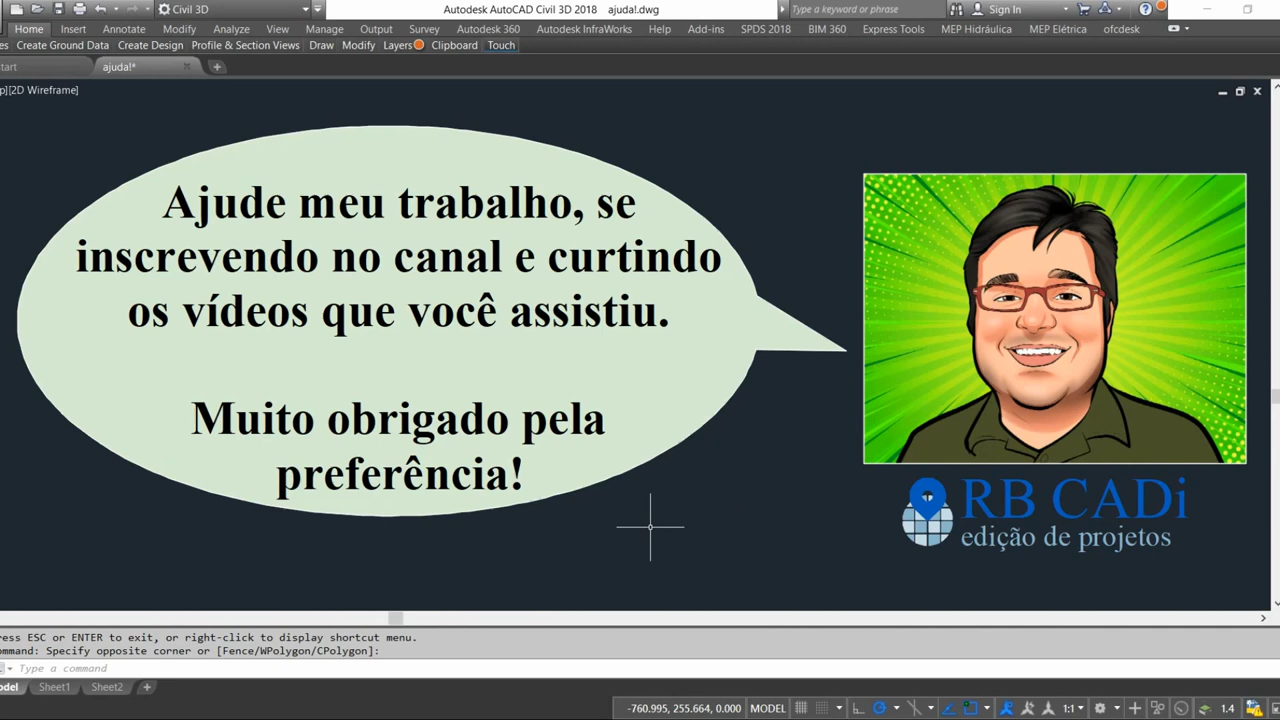 Civil 3D
Autodesk AutoCAD Civil 3D 2018 ajuda!.dwg
Type a keyword or phrase
Sign In
Home Insert Annotate Modify Analyze View Manage Output Survey Autodesk 360 Autodesk InfraWorks Help Add-ins SPDS 2018 BIM 360 Express Tools MEP Hidráulica MEP Elétrica ofcdesk
Create Ground Data Create Design Profile & Section Views Draw Modify Layers Clipboard Touch
tart ajuda!*
p][2D Wireframe]
Ajude meu trabalho, se
inscrevendo no canal e curtindo
os vídeos que você assistiu.
Muito obrigado pela
preferência!
RB CADi
edição de projetos
ress ESC or ENTER to exit, or right-click to display shortcut menu.
ommand: Specify opposite corner or [Fence/WPolygon/CPolygon]:
Type a command
odel Sheet1 Sheet2
-760.995, 255.664, 0.000 MODEL 1:1 1.4